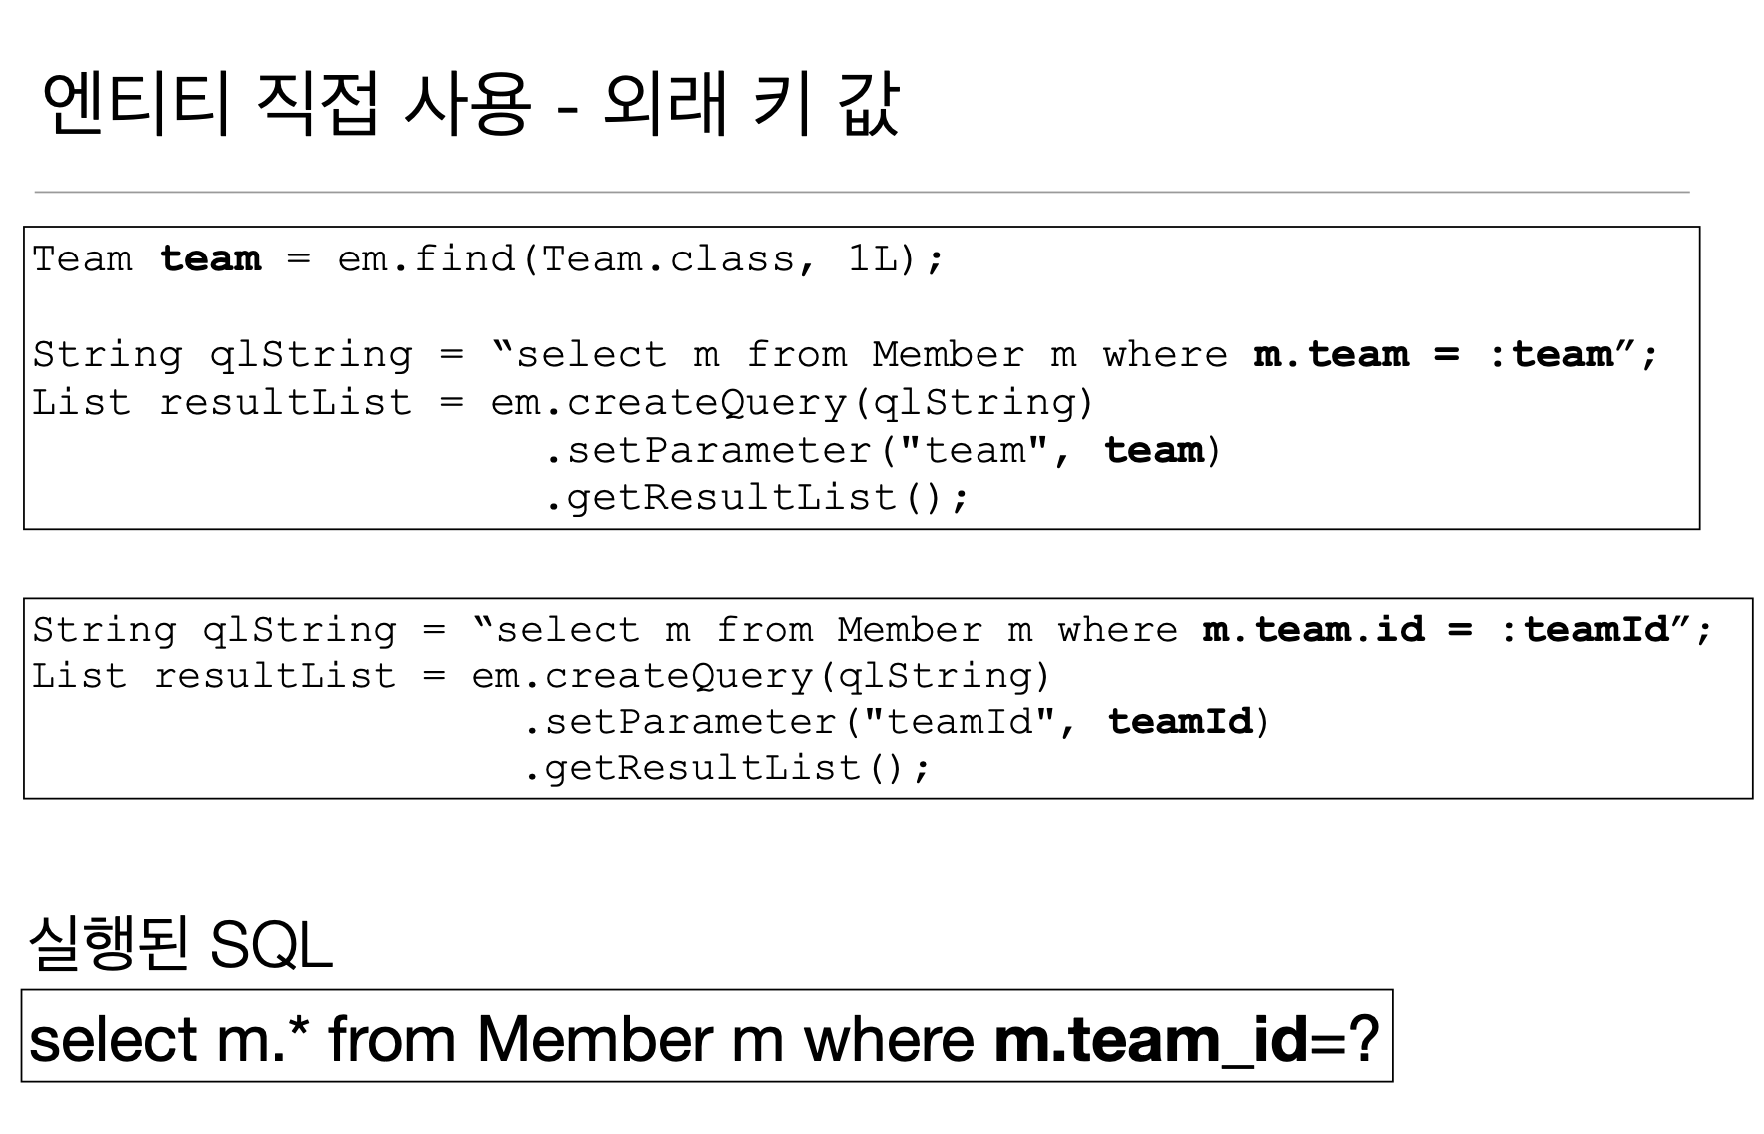 엔티티 직접 사용 - 외래 키 값
Team team = em.find(Team.class, 1L);
String qlString = “select m from Member m where m.team = :team”;
List resultList = em.createQuery(qlString)
.setParameter("team", team)
.getResultList();
String qlString = “select m from Member m where m.team.id = :teamId”;
List resultList = em.createQuery(qlString)
.setParameter("teamId", teamId)
.getResultList();
실행된 SQL
select m.* from Member m where m.team_id=?